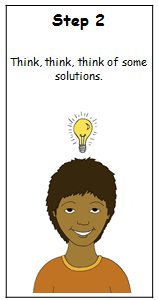 Step 2
Think, think, think of some
solutions.